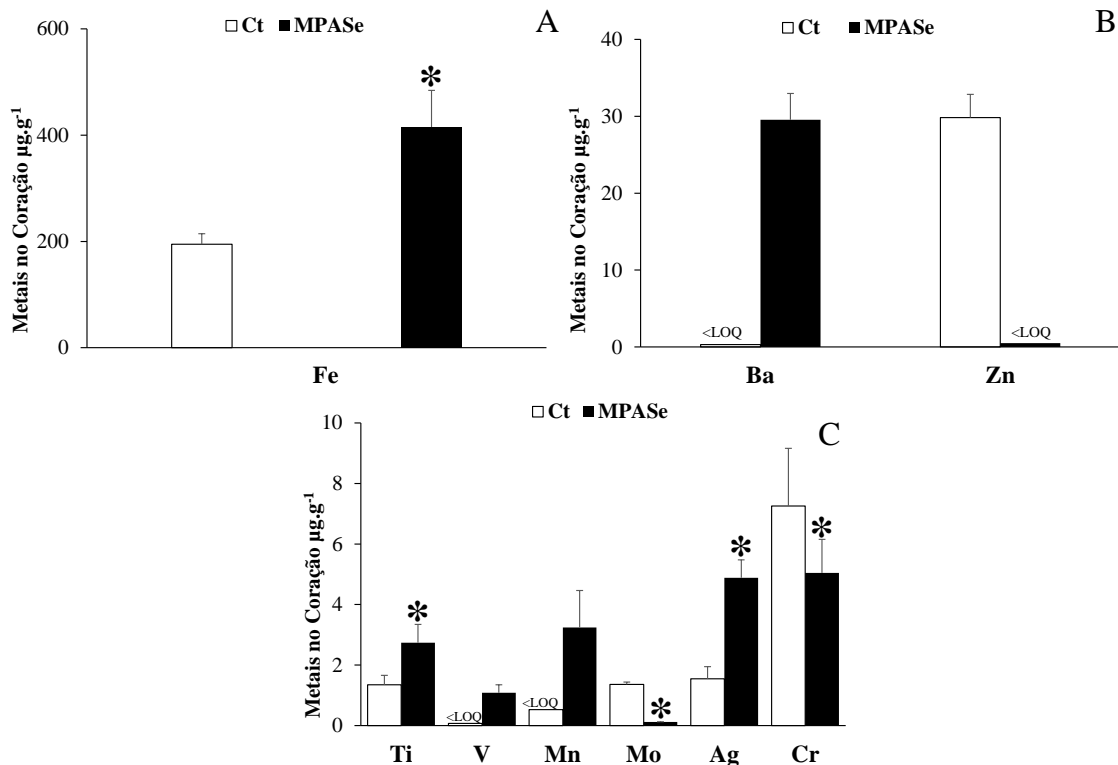 Ct MPASe
A
Metais no Coração µg.g⁻¹
600
400
200
0
*
Fe
Ct MPASe
B
Metais no Coração µg.g⁻¹
40
30
20
10
0
<LOQ
<LOQ
Ba Zn
Ct MPASe
C
Metais no Coração µg.g⁻¹
10
8
6
4
2
0
*
<LOQ
<LOQ
*
*
*
Ti V Mn Mo Ag Cr